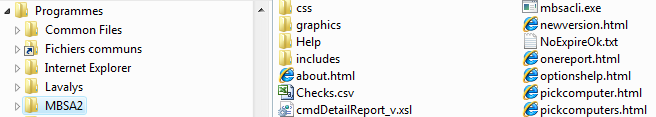 Programmes
Common Files
Fichiers communs
Internet Explorer
Lavalys
MBSA2
css
graphics
Help
includes
about.html
Checks.csv
cmdDetailReport_v.xsl
mbsacli.exe
newversion.html
NoExpireOk.txt
onereport.html
optionshelp.html
pickcomputer.html
pickcomputers.html